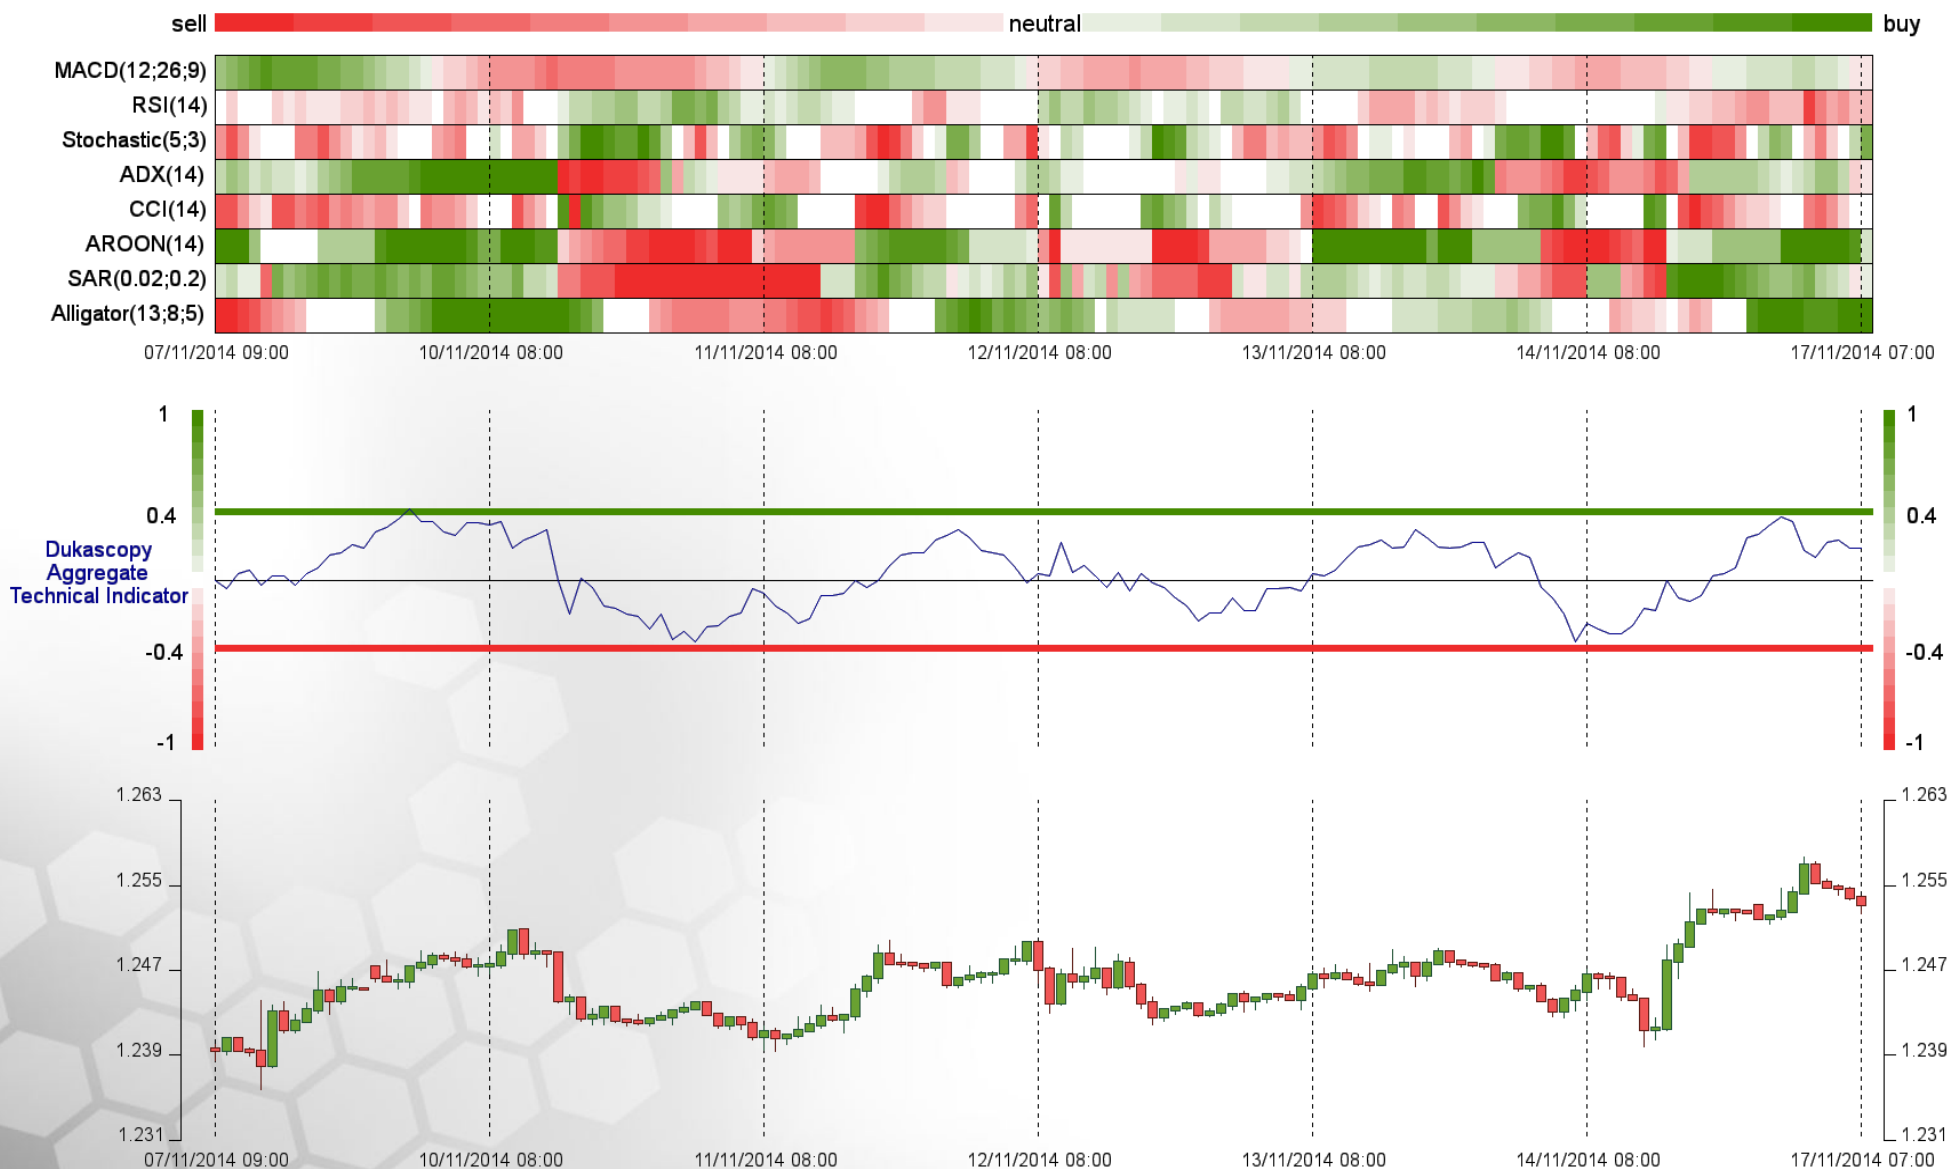 sell neutral buy
MACD(12;26;9)
RSI(14)
Stochastic(5;3)
ADX(14)
CCI(14)
AROON(14)
SAR(0.02;0.2)
Alligator(13;8;5)
07/11/2014 09:00 10/11/2014 08:00 11/11/2014 08:00 12/11/2014 08:00 13/11/2014 08:00 14/11/2014 08:00 17/11/2014 07:00
1 1
0.4 0.4
Dukascopy
Aggregate
Technical Indicator
-0.4 -0.4
-1 -1
1.263 1.263
1.255 1.255
1.247 1.247
1.239 1.239
1.231 1.231
07/11/2014 09:00 10/11/2014 08:00 11/11/2014 08:00 12/11/2014 08:00 13/11/2014 08:00 14/11/2014 08:00 17/11/2014 07:00